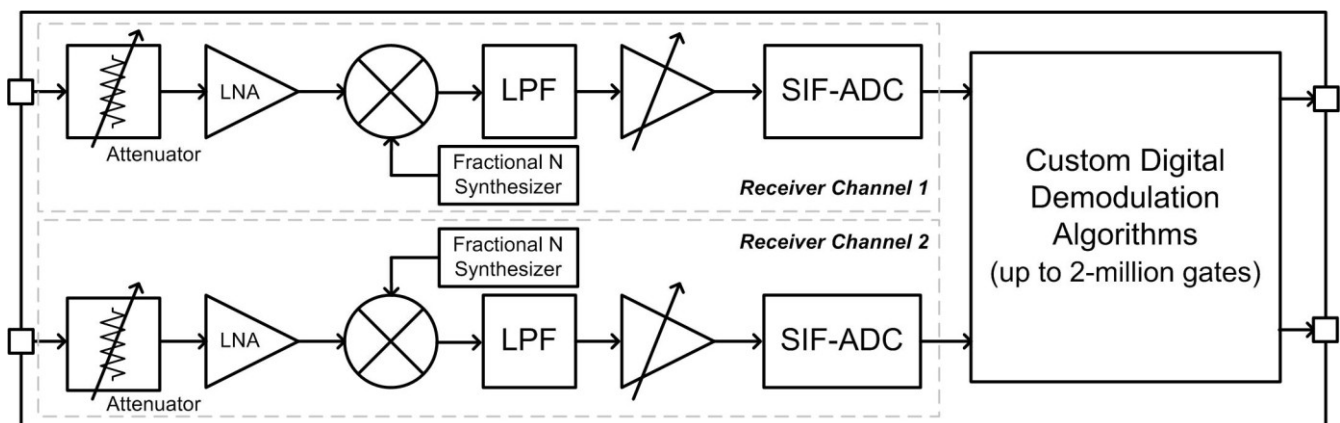 LNA
LPF
SIF-ADC
Attenuator
Fractional N
Synthesizer
Receiver Channel 1
Fractional N
Synthesizer
Receiver Channel 2
LNA
LPF
SIF-ADC
Attenuator
Custom Digital
Demodulation
Algorithms
(up to 2-million gates)